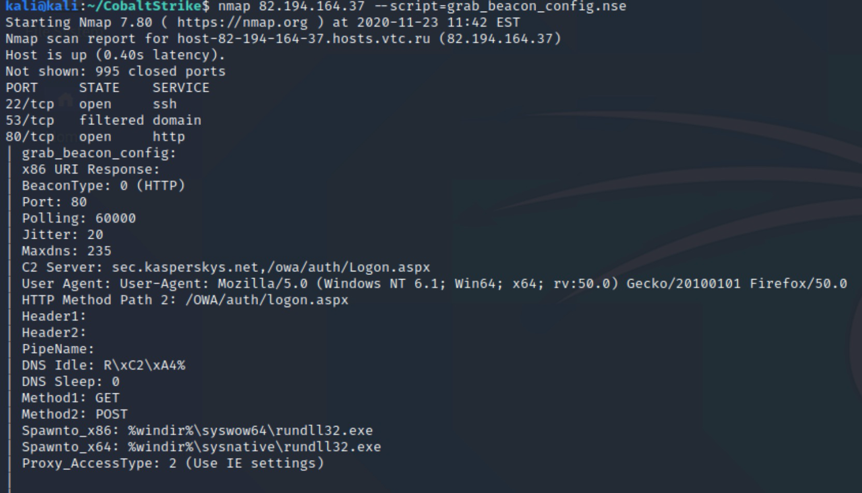 kali@kali:~/CobaltStrike$ nmap 82.194.164.37 --script=grab_beacon_config.nse
Starting Nmap 7.80 ( https://nmap.org ) at 2020-11-23 11:42 EST
Nmap scan report for host-82-194-164-37.hosts.vtc.ru (82.194.164.37)
Host is up (0.40s latency).
Not shown: 995 closed ports
PORT STATE SERVICE
22/tcp open ssh
53/tcp filtered domain
80/tcp open http
| grab_beacon_config:
| x86 URI Response:
| BeaconType: 0 (HTTP)
| Port: 80
| Polling: 60000
| Jitter: 20
| Maxdns: 235
| C2 Server: sec.kasperskys.net,/owa/auth/Logon.aspx
| User Agent: User-Agent: Mozilla/5.0 (Windows NT 6.1; Win64; x64; rv:50.0) Gecko/20100101 Firefox/50.0
| HTTP Method Path 2: /OWA/auth/logon.aspx
| Header1:
| Header2:
| PipeName:
| DNS Idle: R\xC2\xA4%
| DNS Sleep: 0
| Method1: GET
| Method2: POST
| Spawnto_x86: %windir%\syswow64\rundll32.exe
| Spawnto_x64: %windir%\sysnative\rundll32.exe
| Proxy_AccessType: 2 (Use IE settings)
|
|